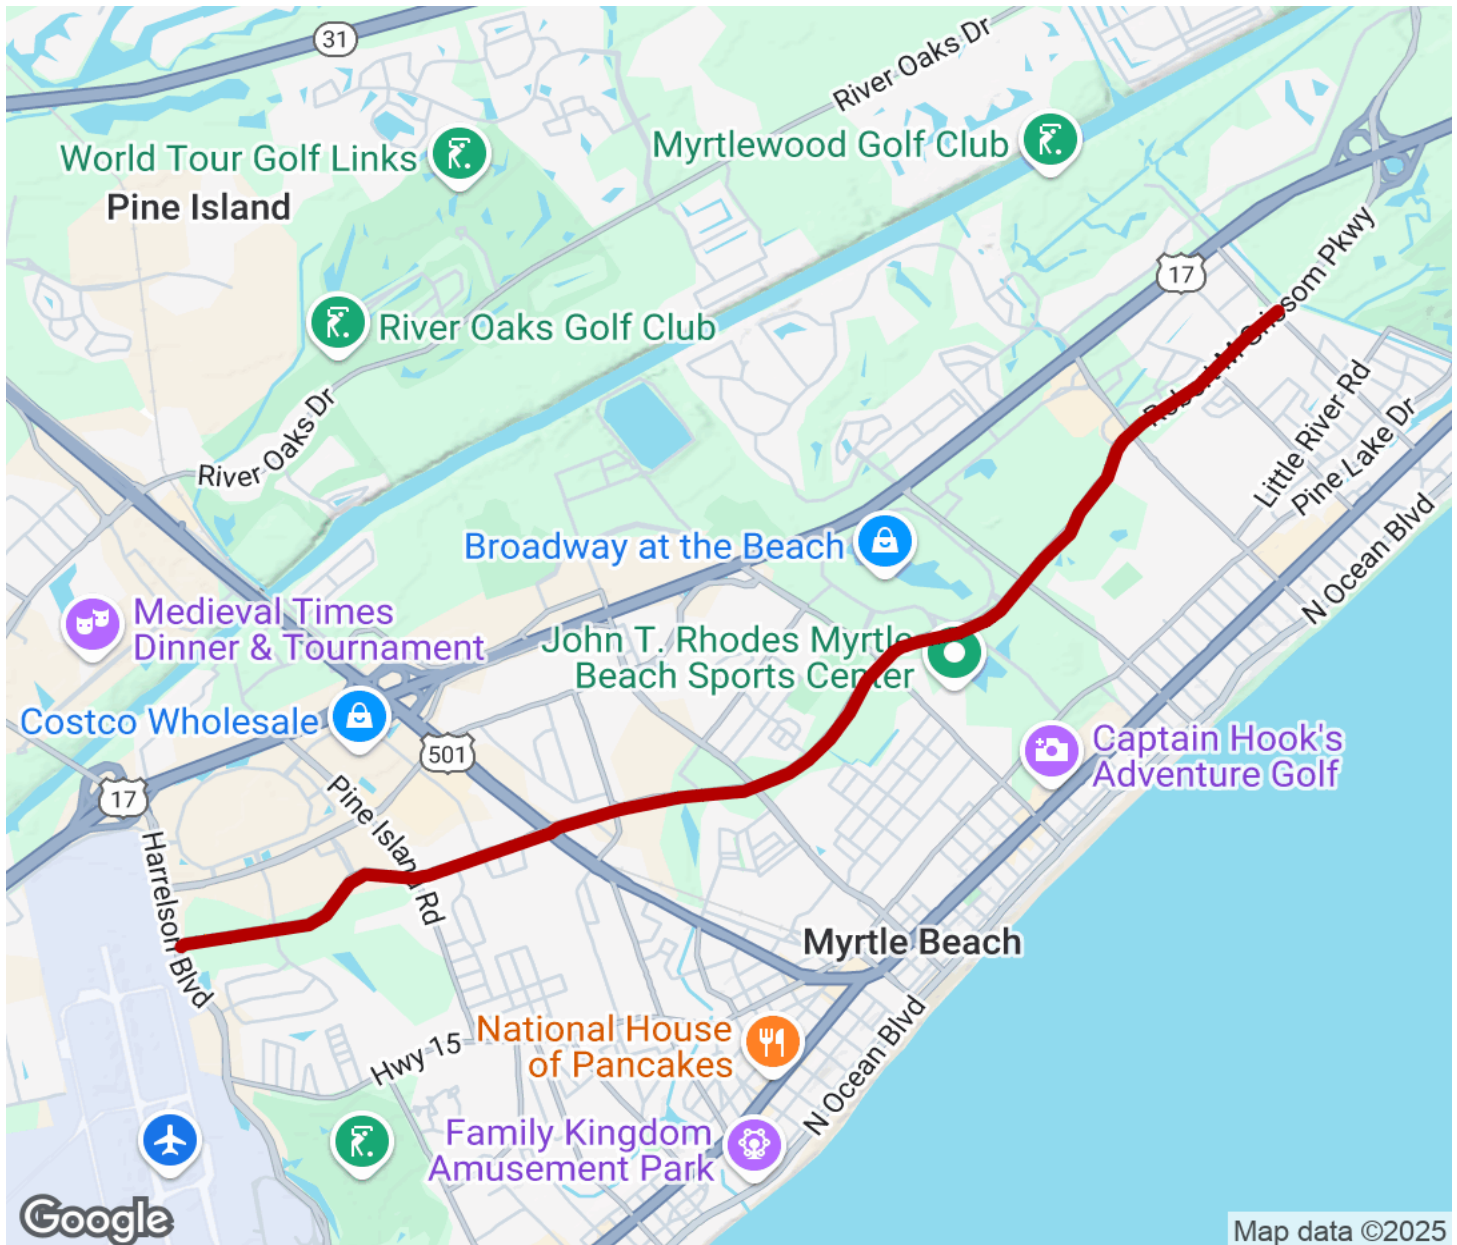 31
River Oaks Dr
World Tour Golf Links
Myrtlewood Golf Club
Pine Island
17
Robert M Grissom Pkwy
River Oaks Golf Club
River Oaks Dr
Little River Rd
Pine Lake Dr
N Ocean Blvd
Broadway at the Beach
Medieval Times
Dinner & Tournament
John T. Rhodes Myrtle
Beach Sports Center
Costco Wholesale
501
Captain Hook's
Adventure Golf
17
Pine Island Rd
Harrelson Blvd
Myrtle Beach
Hwy 15
National House
of Pancakes
N Ocean Blvd
Family Kingdom
Amusement Park
Google
Map data ©2025